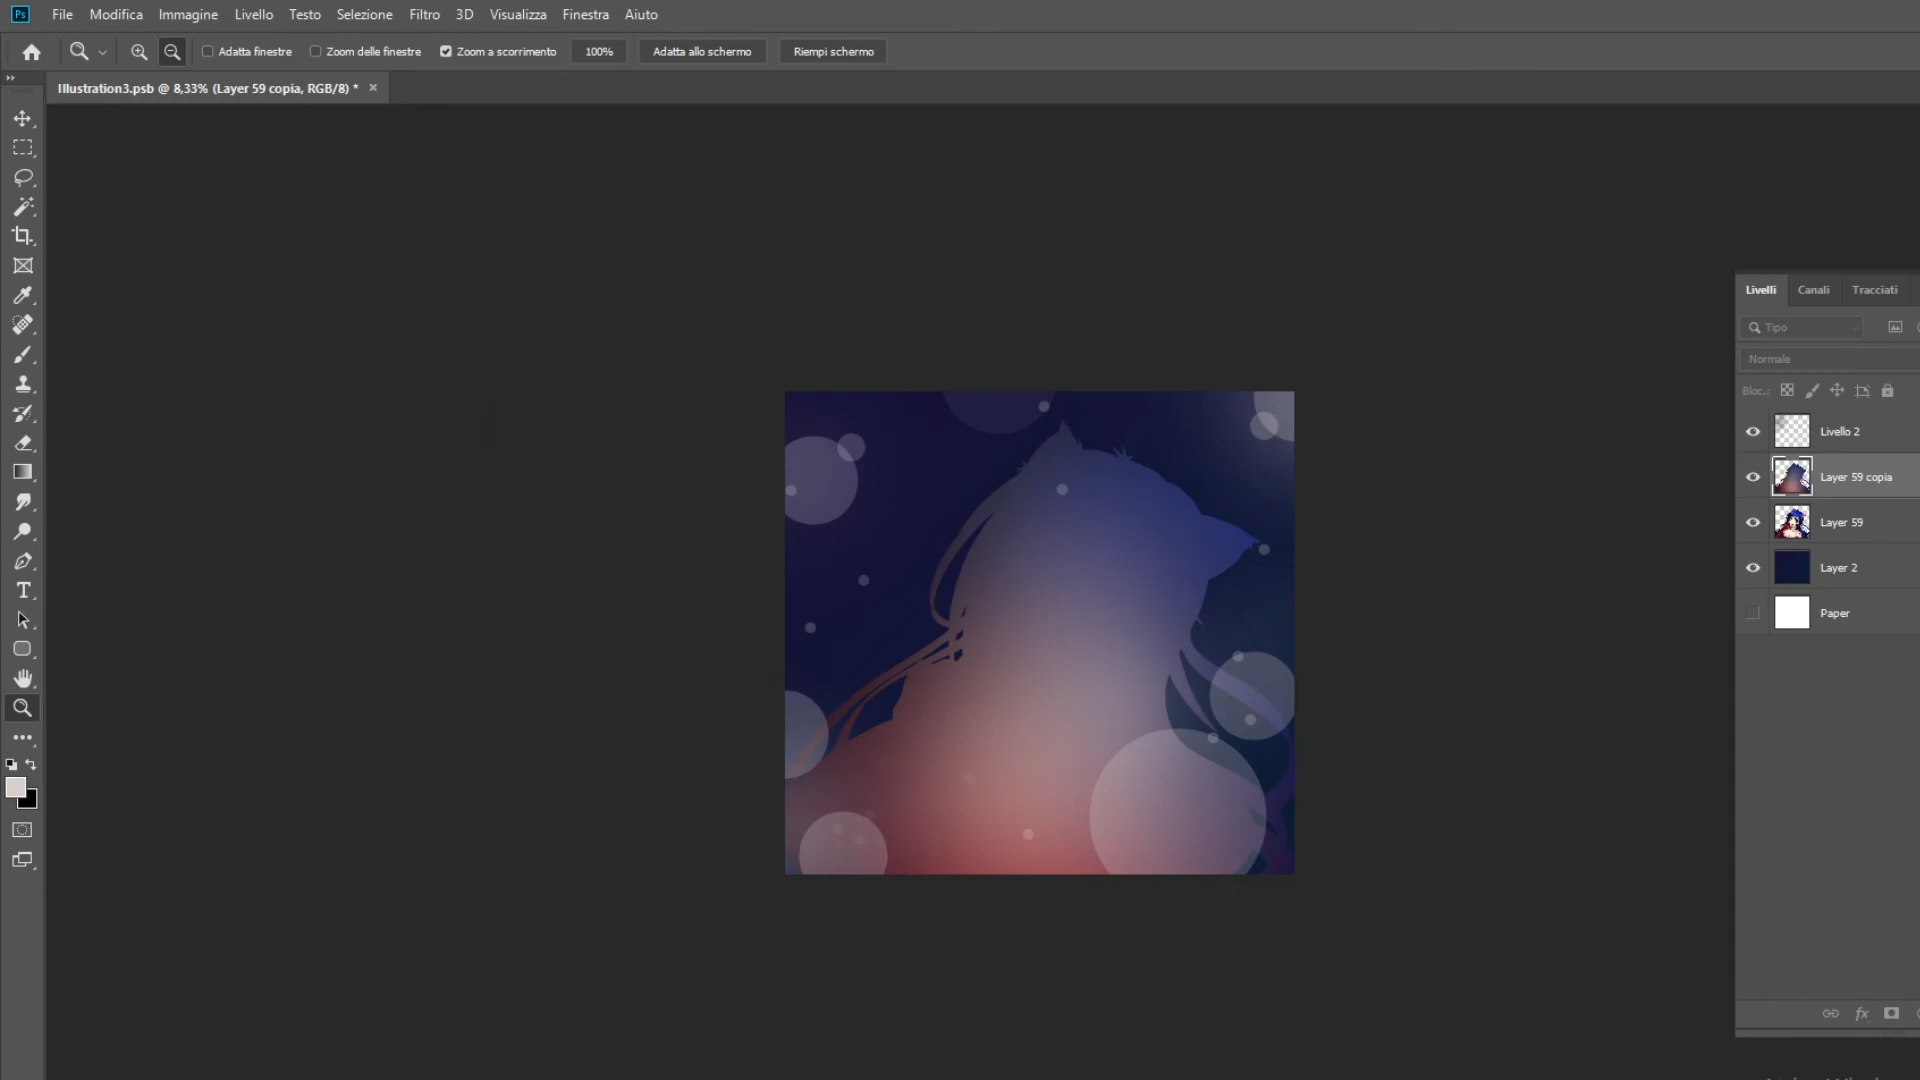 Ps File Modifica Immagine Livello Testo Selezione Filtro 3D Visualizza Finestra Aiuto
Adatta finestre Zoom delle finestre Zoom a scorrimento 100% Adatta allo schermo Riempi schermo
Illustration3.psb @ 8,33% (Layer 59 copia, RGB/8) * ×
Livelli Canali Tracciati
Tipo
Normale
Bloc.:
Livello 2
Layer 59 copia
Layer 59
Layer 2
Paper
fx